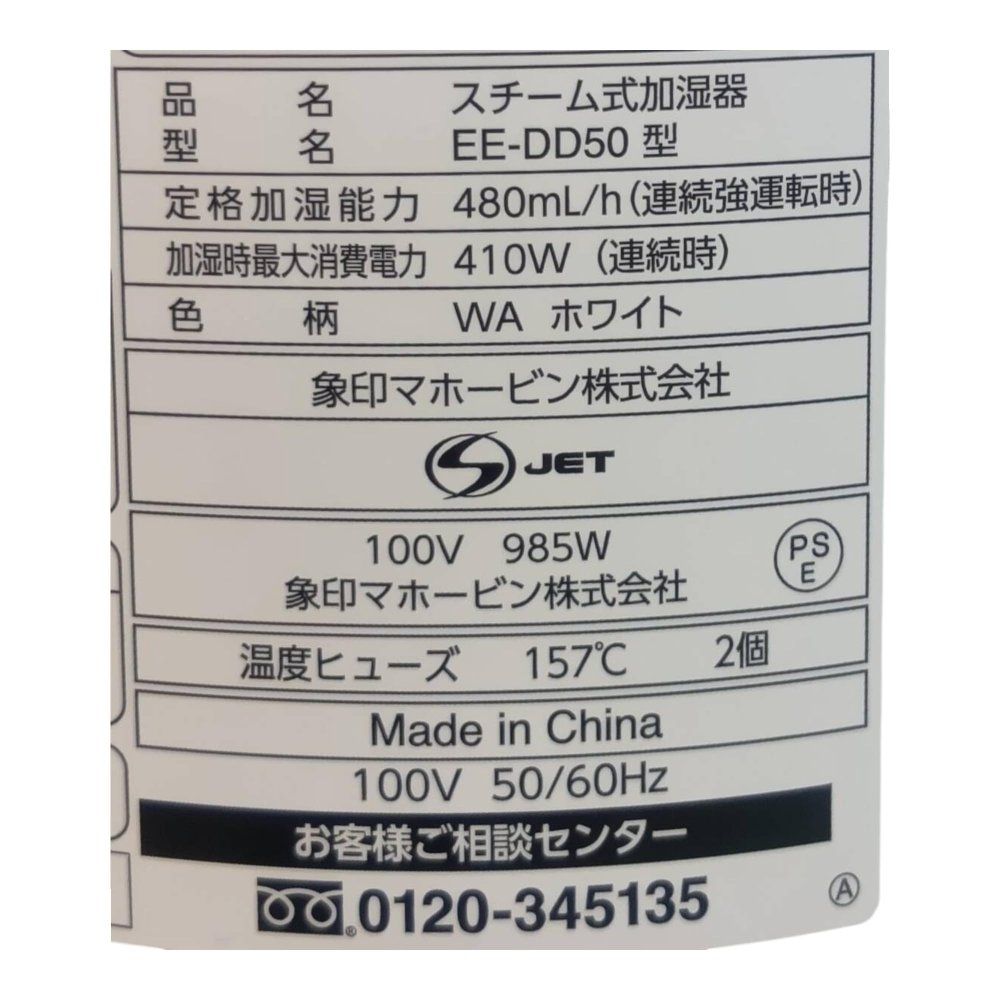 品名 スチーム式加湿器
型名 EE-DD50 型
定格加湿能力 480mL/h (連続強運転時)
加湿時最大消費電力 410W (連続時)
色柄 WA ホワイト
象印マホービン株式会社
S JET
100V 985W
PS
E
象印マホービン株式会社
温度ヒューズ 157℃ 2個
Made in China
100V 50/60Hz
お客様ご相談センター
0120-345135
A